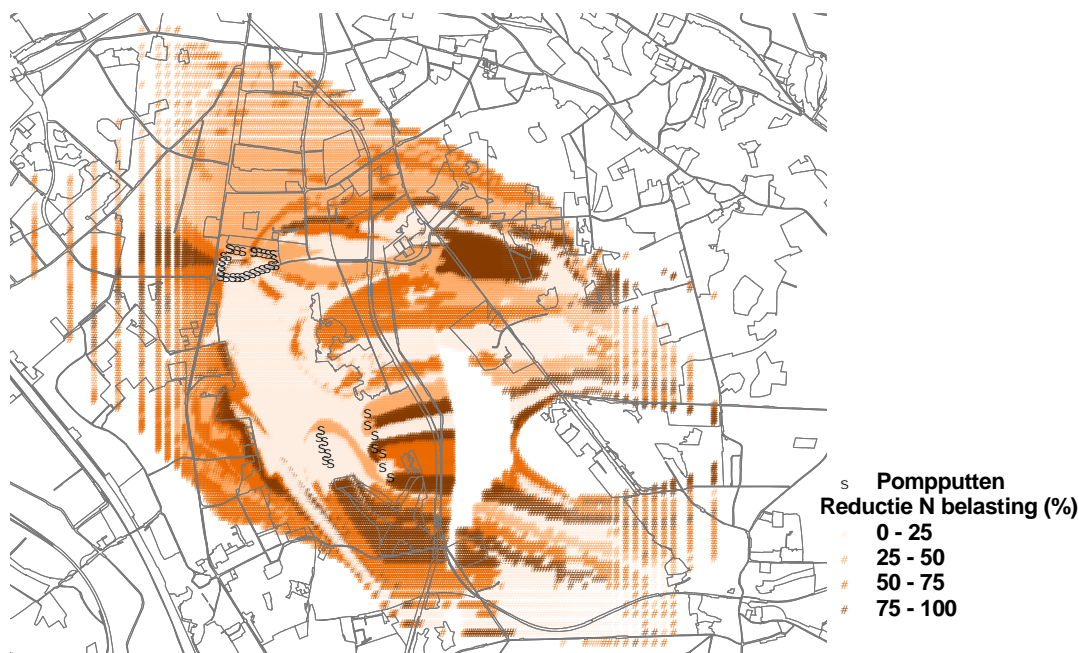 s Pompputten
Reductie N belasting (%)
0 - 25
25 - 50
50 - 75
75 - 100